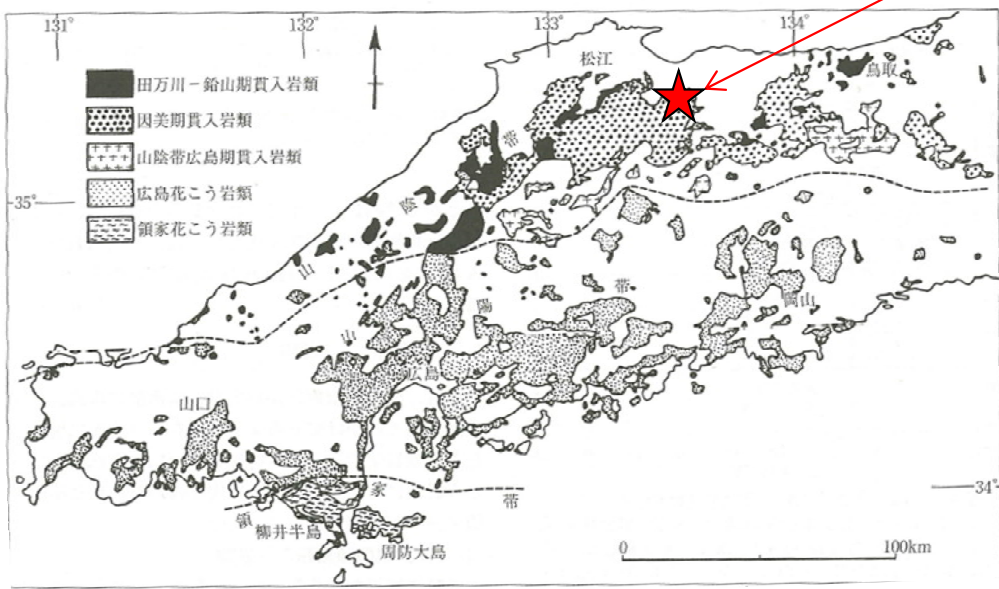 131°
132°
133°
134°
田万川－鉛山期貫入岩類
因美期貫入岩類
山陰帯広島期貫入岩類
広島花こう岩類
領家花こう岩類
35°
34°
松江
鳥取
山陰帯
山陽帯
岡山
広島
山口
領家帯
柳井半島
周防大島
0 100km